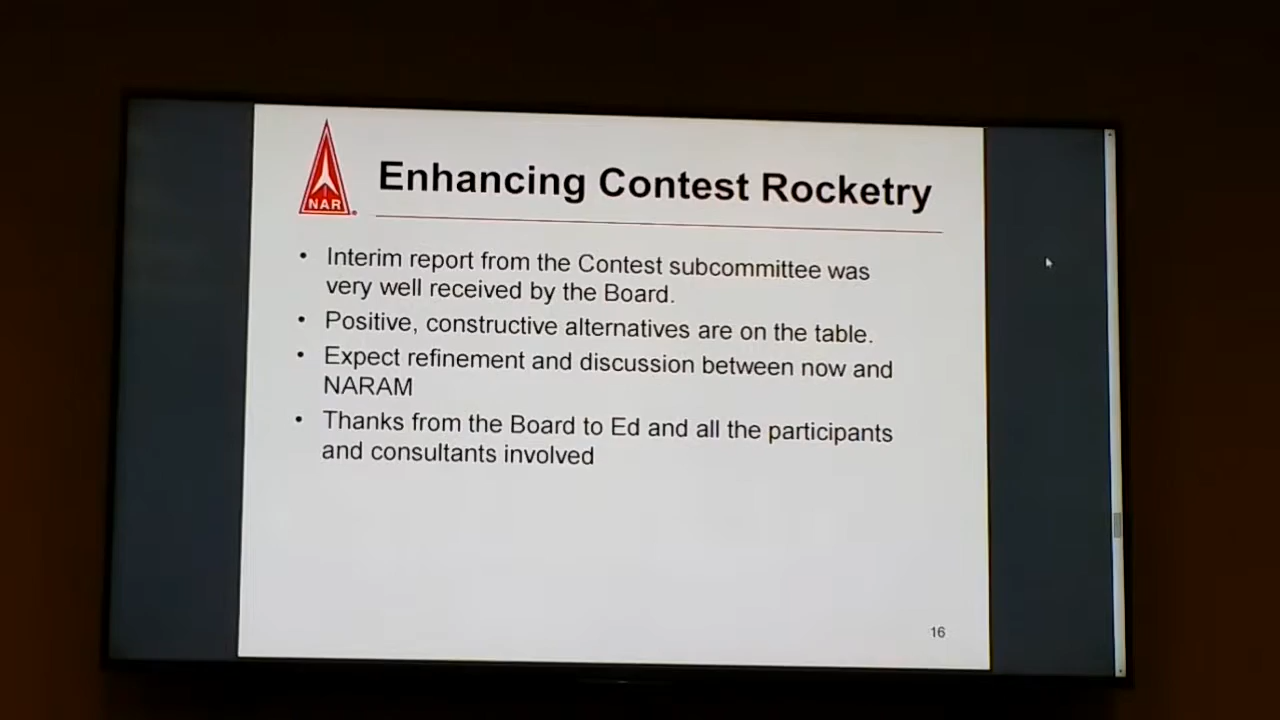 NAR
Enhancing Contest Rocketry
• Interim report from the Contest subcommittee was
very well received by the Board.
• Positive, constructive alternatives are on the table.
• Expect refinement and discussion between now and
NARAM
• Thanks from the Board to Ed and all the participants
and consultants involved
16